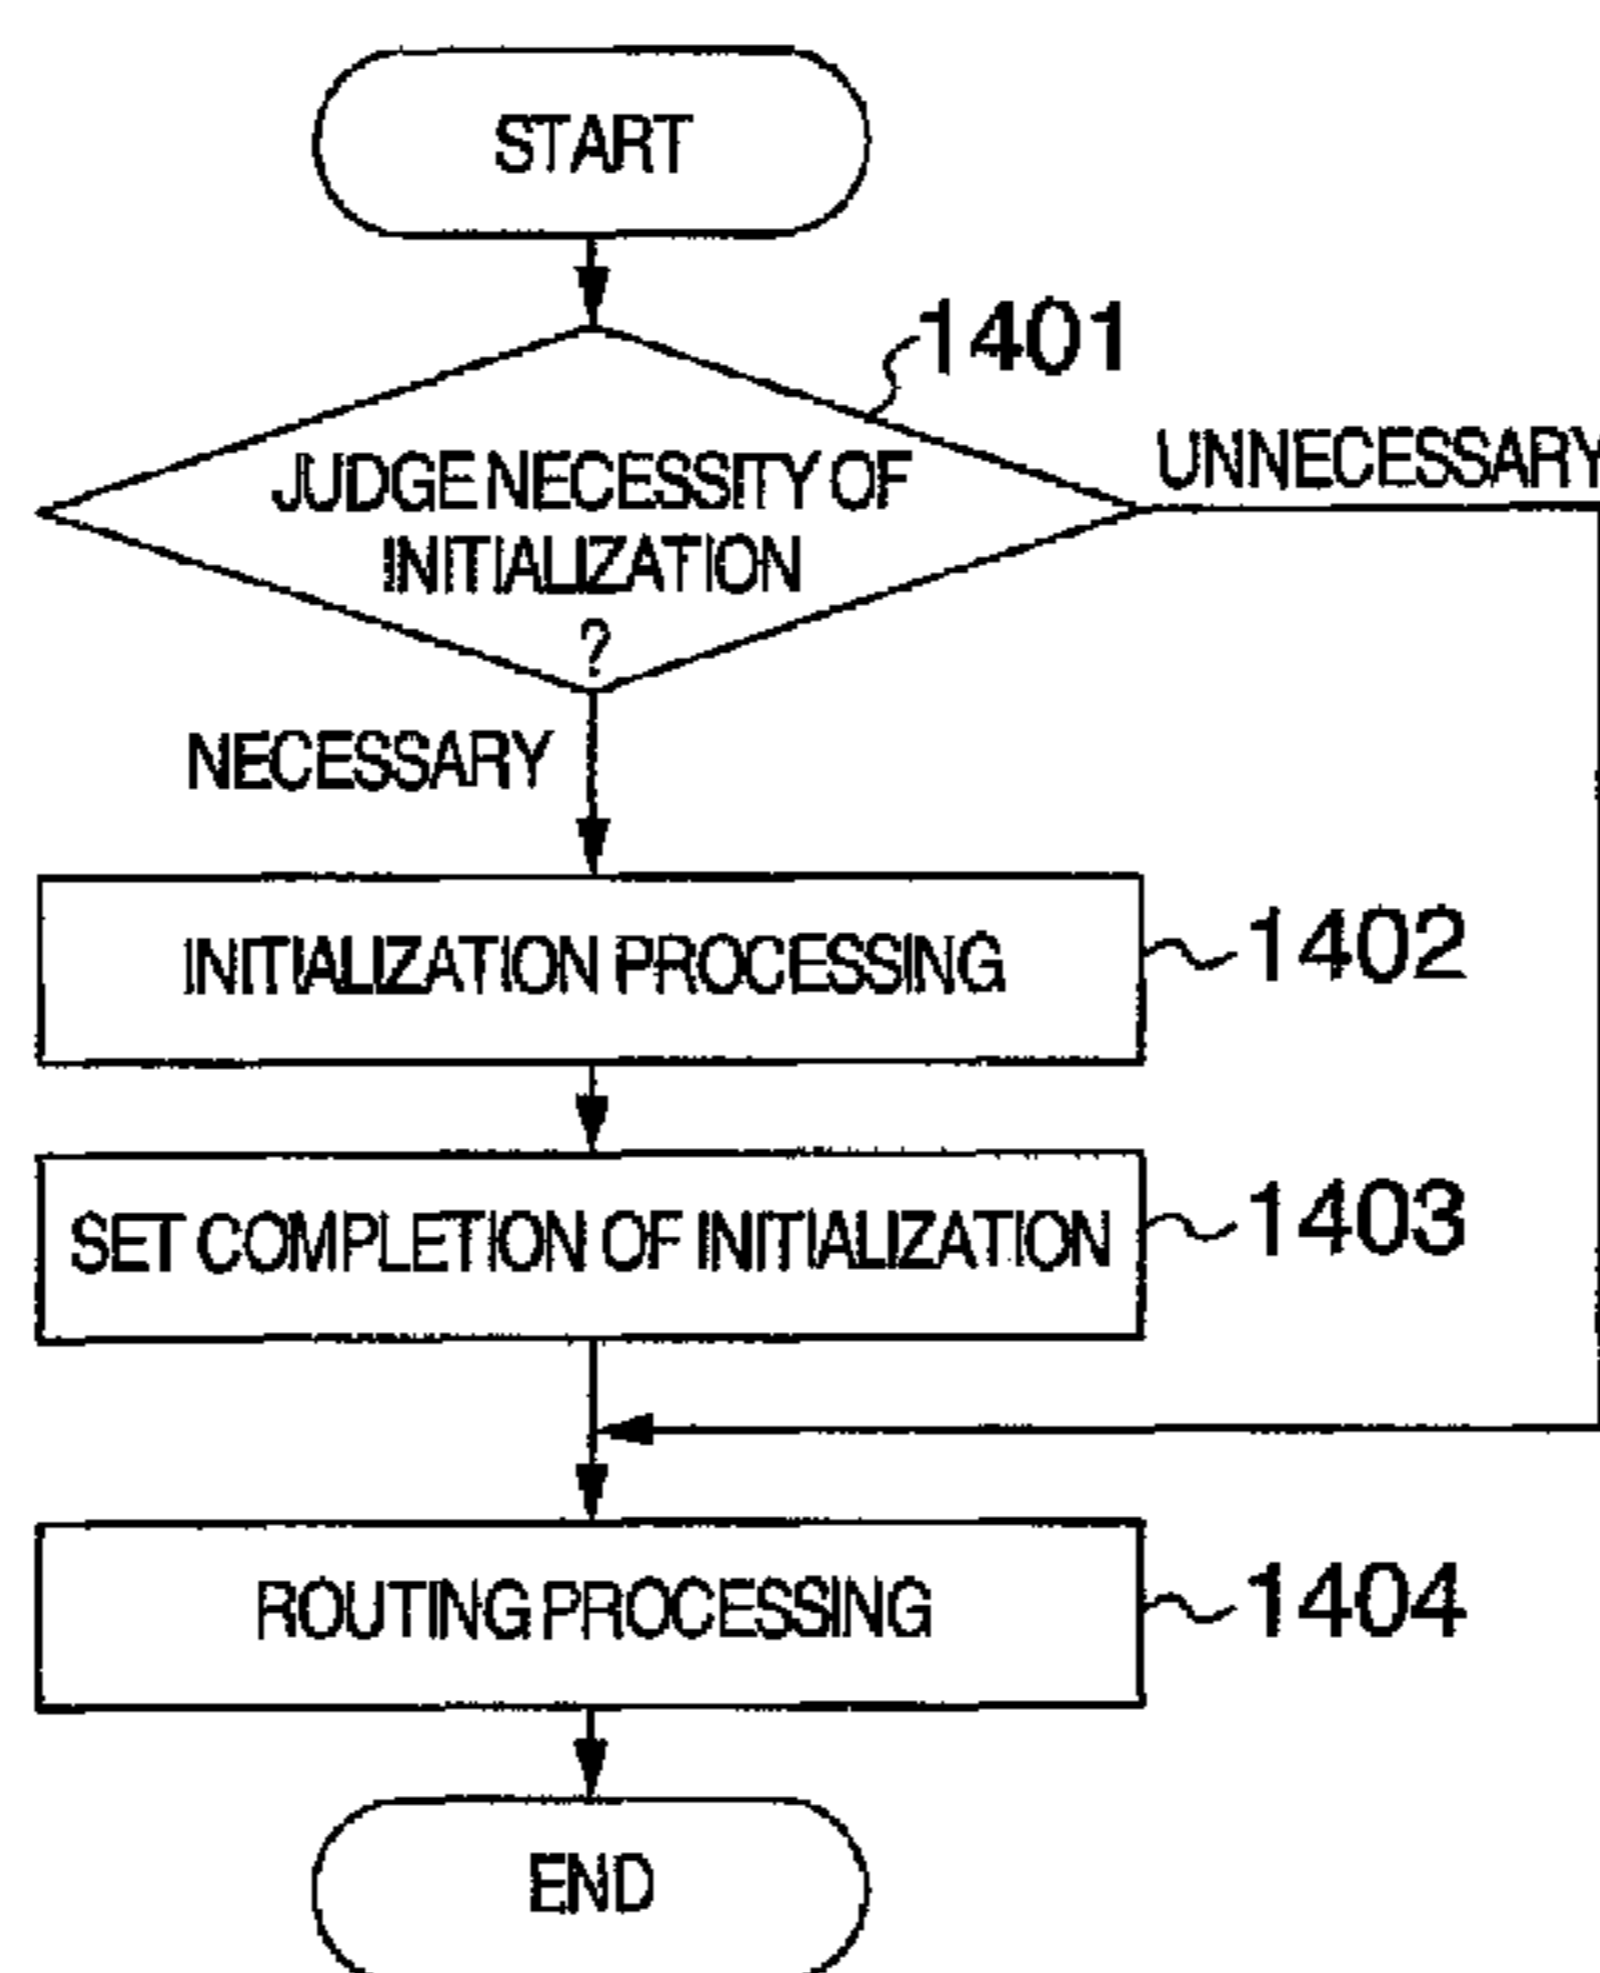 START
1401
JUDGE NECESSITY OF
INITIALIZATION
?
UNNECESSARY
NECESSARY
INITIALIZATION PROCESSING
1402
SET COMPLETION OF INITIALIZATION
1403
ROUTING PROCESSING
1404
END